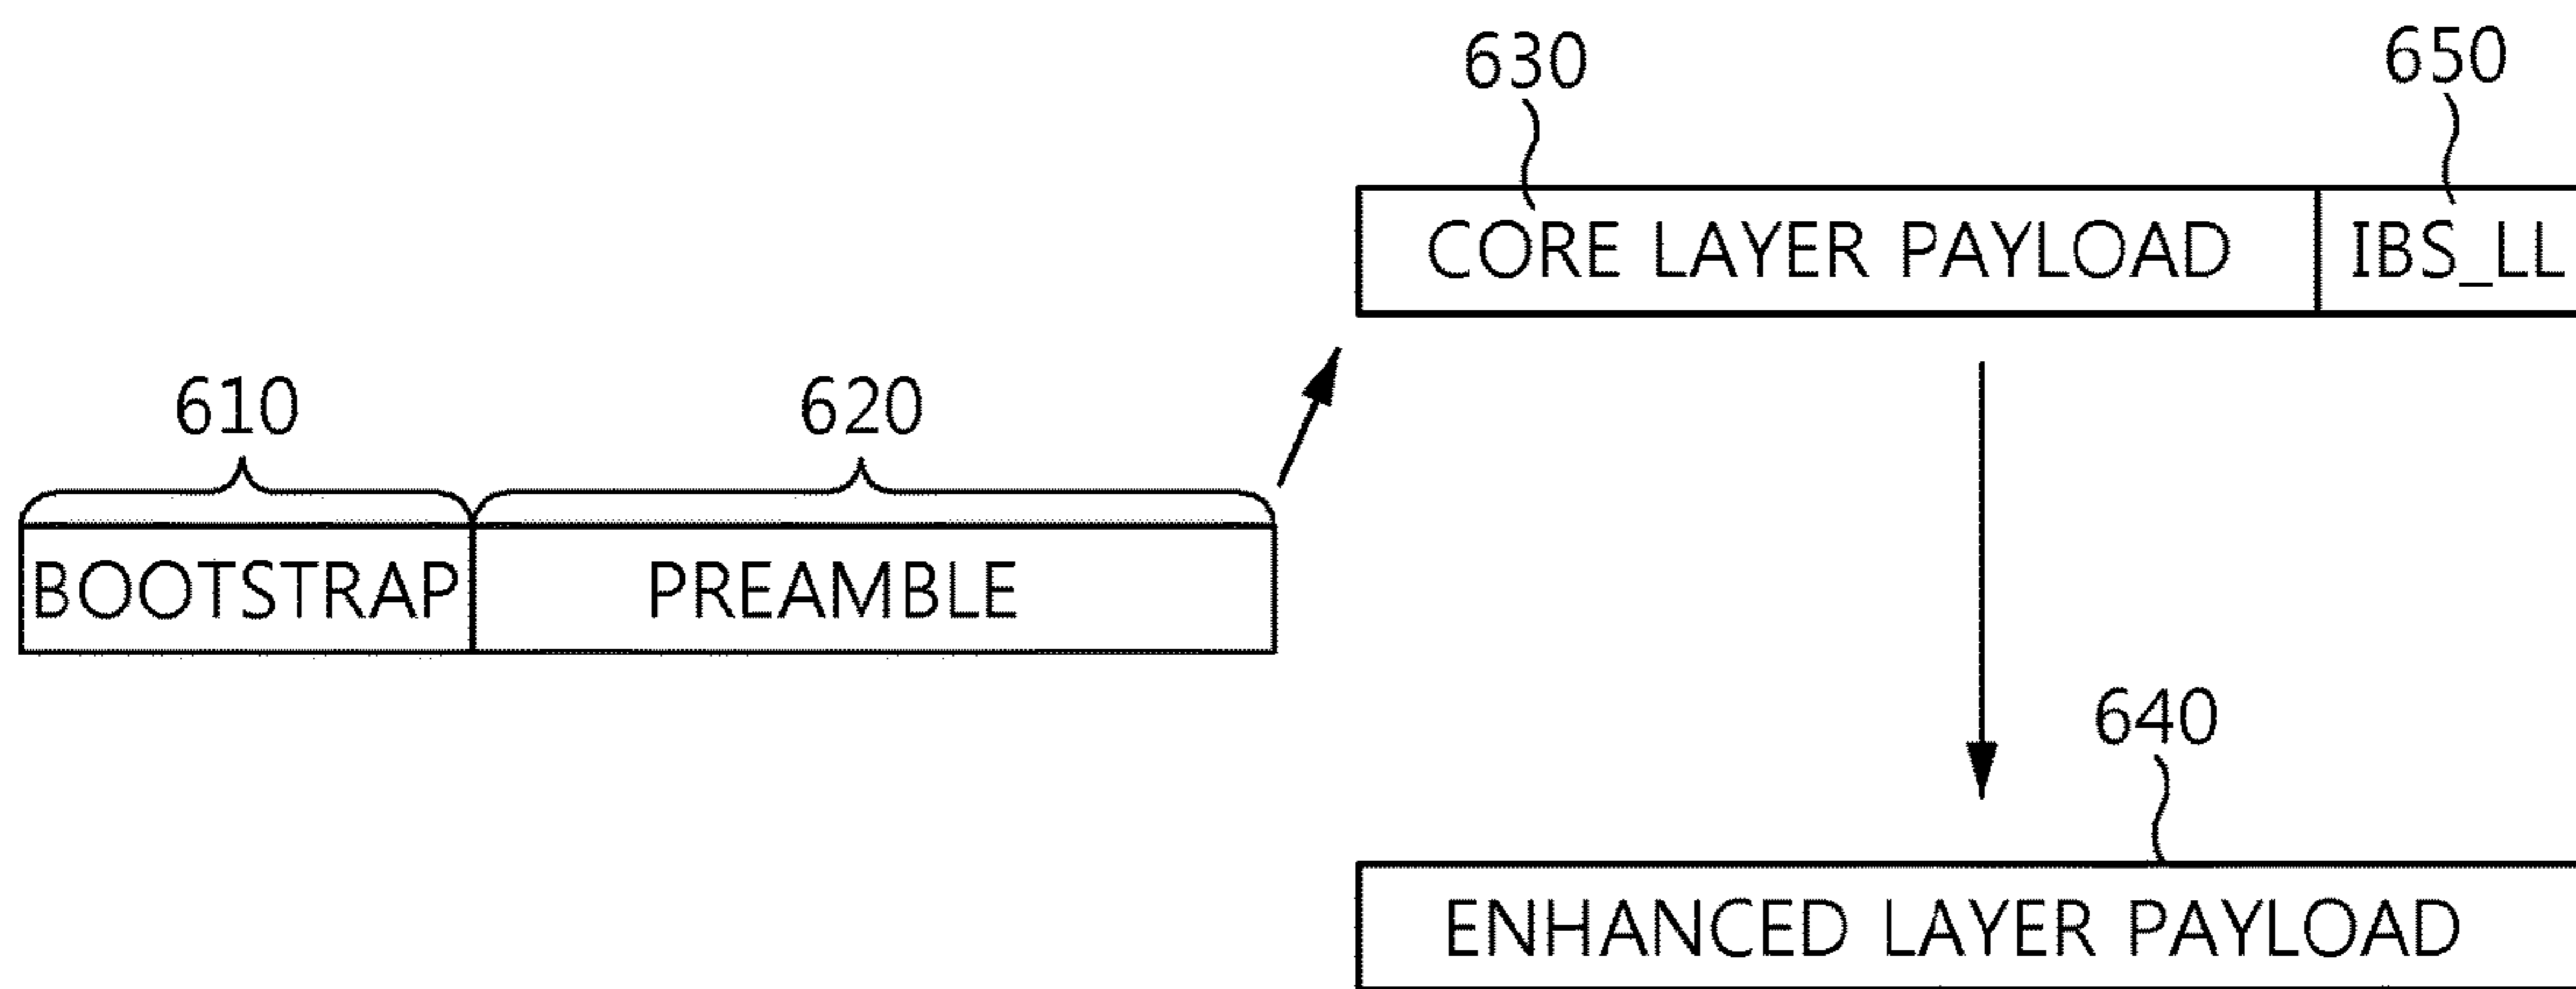 630
650
CORE LAYER PAYLOAD
IBS_LL
610
620
BOOTSTRAP
PREAMBLE
640
ENHANCED LAYER PAYLOAD